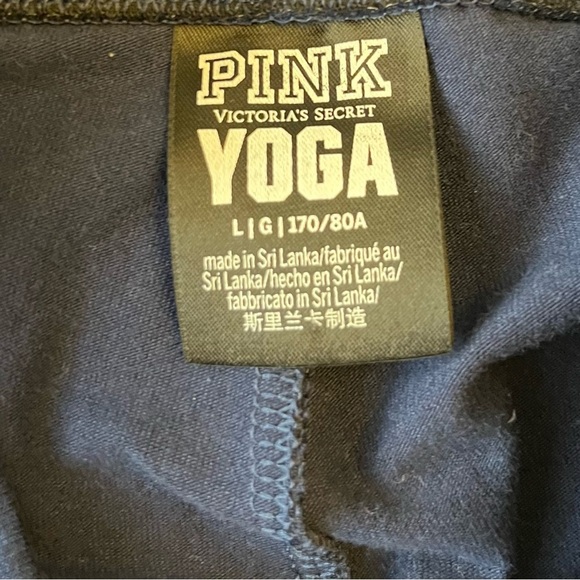 PINK
VICTORIA'S SECRET
YOGA
L | G | 170/80A
made in Sri Lanka/fabriqué au
Sri Lanka/hecho en Sri Lanka/
fabbricato in Sri Lanka/
斯里兰卡制造